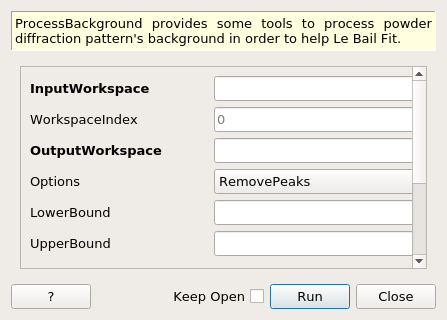 ProcessBackground provides some tools to process powder
diffraction pattern's background in order to help Le Bail Fit.
InputWorkspace
WorkspaceIndex 0
OutputWorkspace
Options RemovePeaks
LowerBound
UpperBound
? Keep Open Run Close